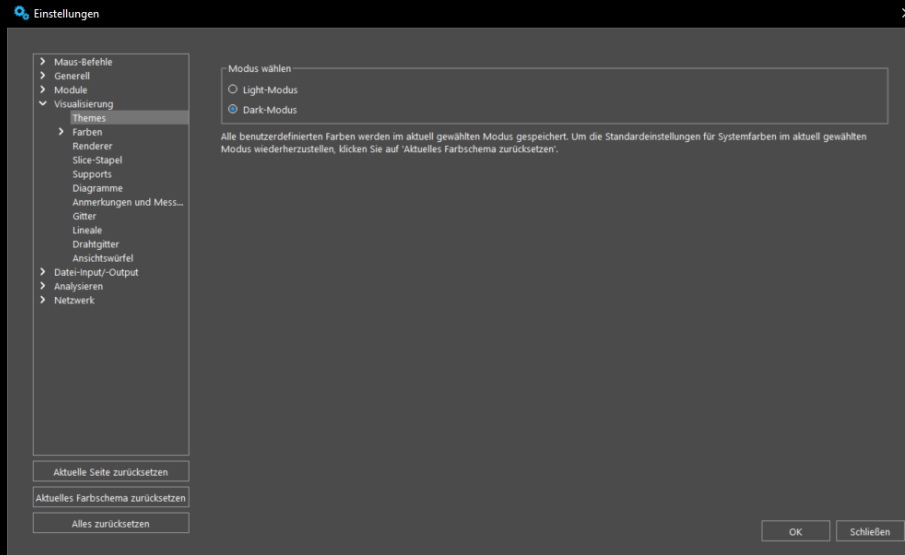 Einstellungen
Maus-Befehle
Generell
Module
Visualisierung
Themes
Farben
Renderer
Slice-Stapel
Supports
Diagramme
Anmerkungen und Mess...
Gitter
Lineale
Drahtgitter
Ansichtswürfel
Datei-Input/-Output
Analysieren
Netzwerk
Aktuelle Seite zurücksetzen
Aktuelles Farbschema zurücksetzen
Alles zurücksetzen
Modus wählen
Light-Modus
Dark-Modus
Alle benutzerdefinierten Farben werden im aktuell gewählten Modus gespeichert. Um die Standardeinstellungen für Systemfarben im aktuell gewählten
Modus wiederherzustellen, klicken Sie auf 'Aktuelles Farbschema zurücksetzen'.
OK
Schließen